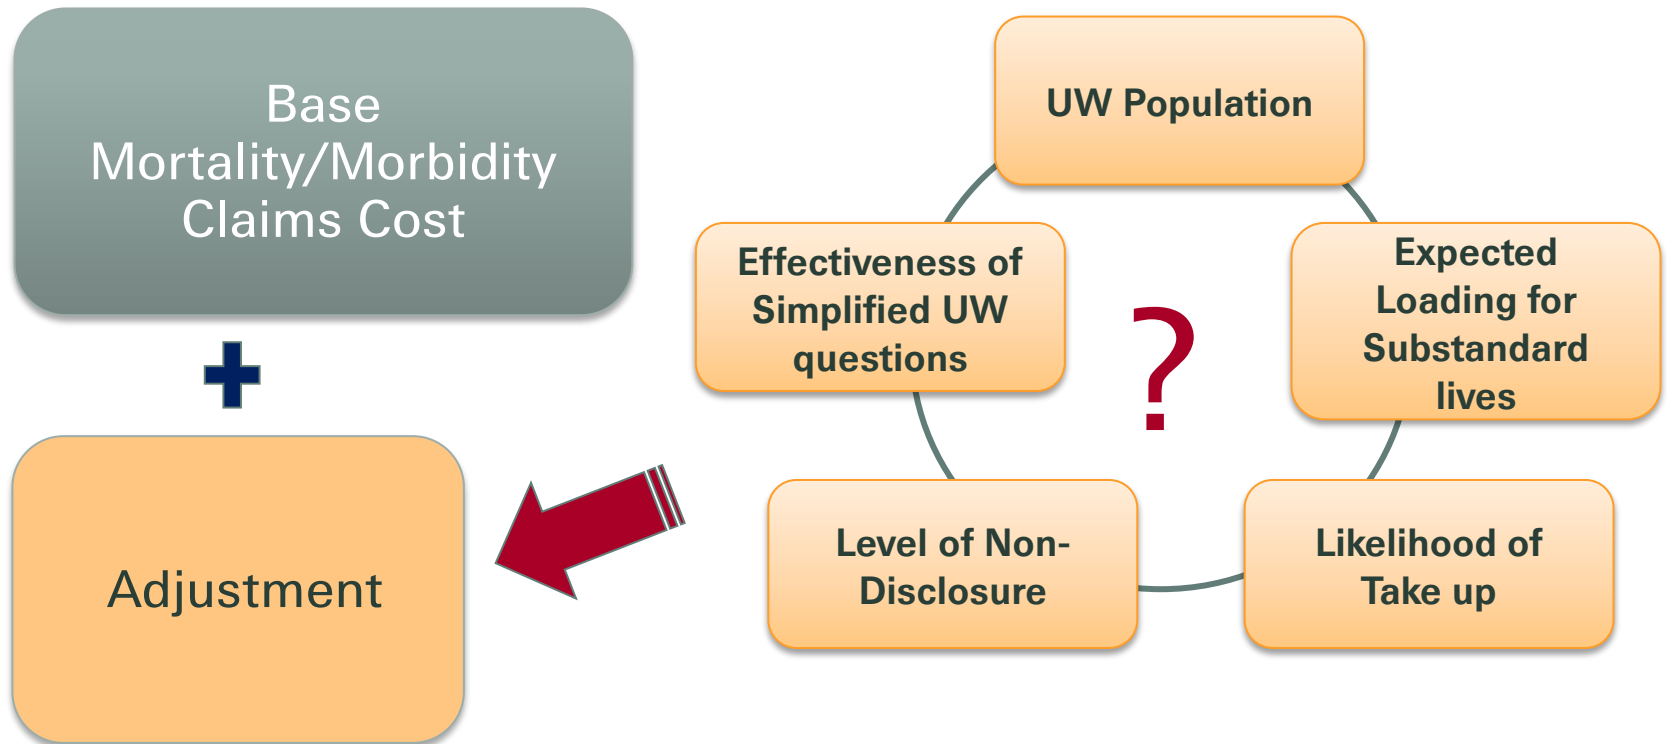 Base
Mortality/Morbidity
Claims Cost
Adjustment
UW Population
Effectiveness of
Simplified UW
questions
Expected
Loading for
Substandard
lives
?
Level of Non-
Disclosure
Likelihood of
Take up